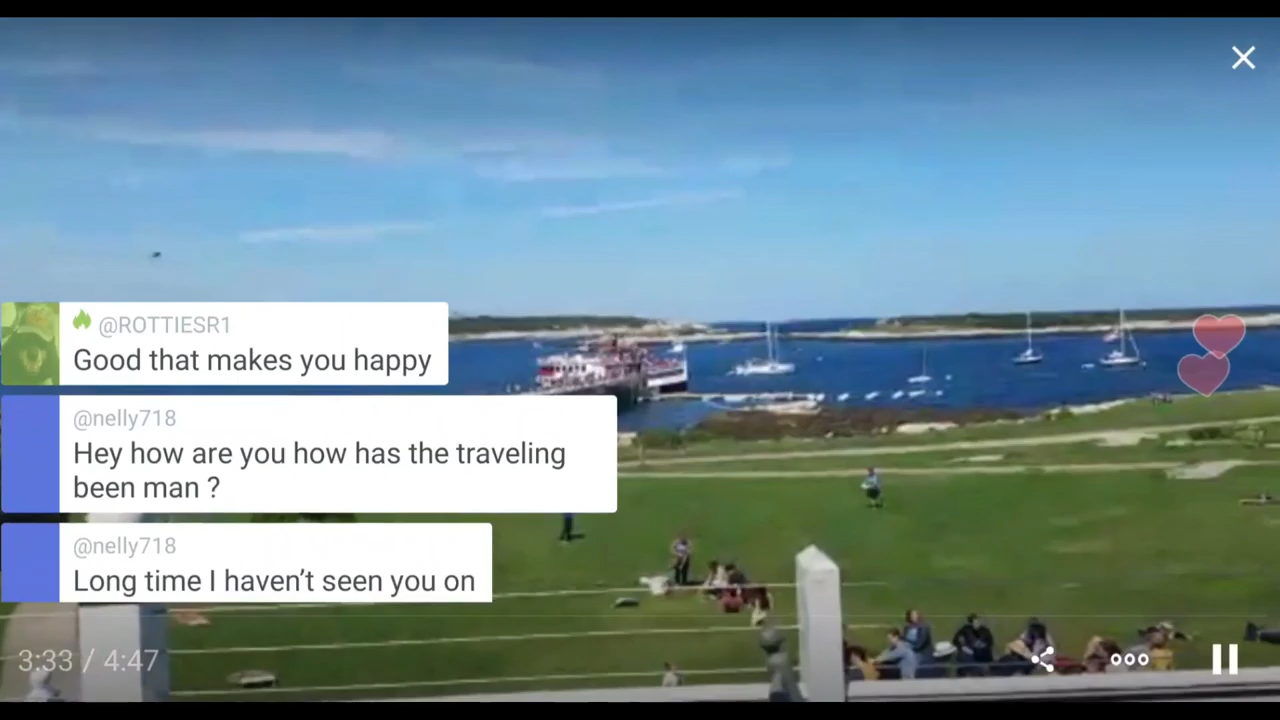 @ROTTIESR1
Good that makes you happy
@nelly718
Hey how are you how has the traveling
been man ?
@nelly718
Long time I haven't seen you on
3:33 / 4:47